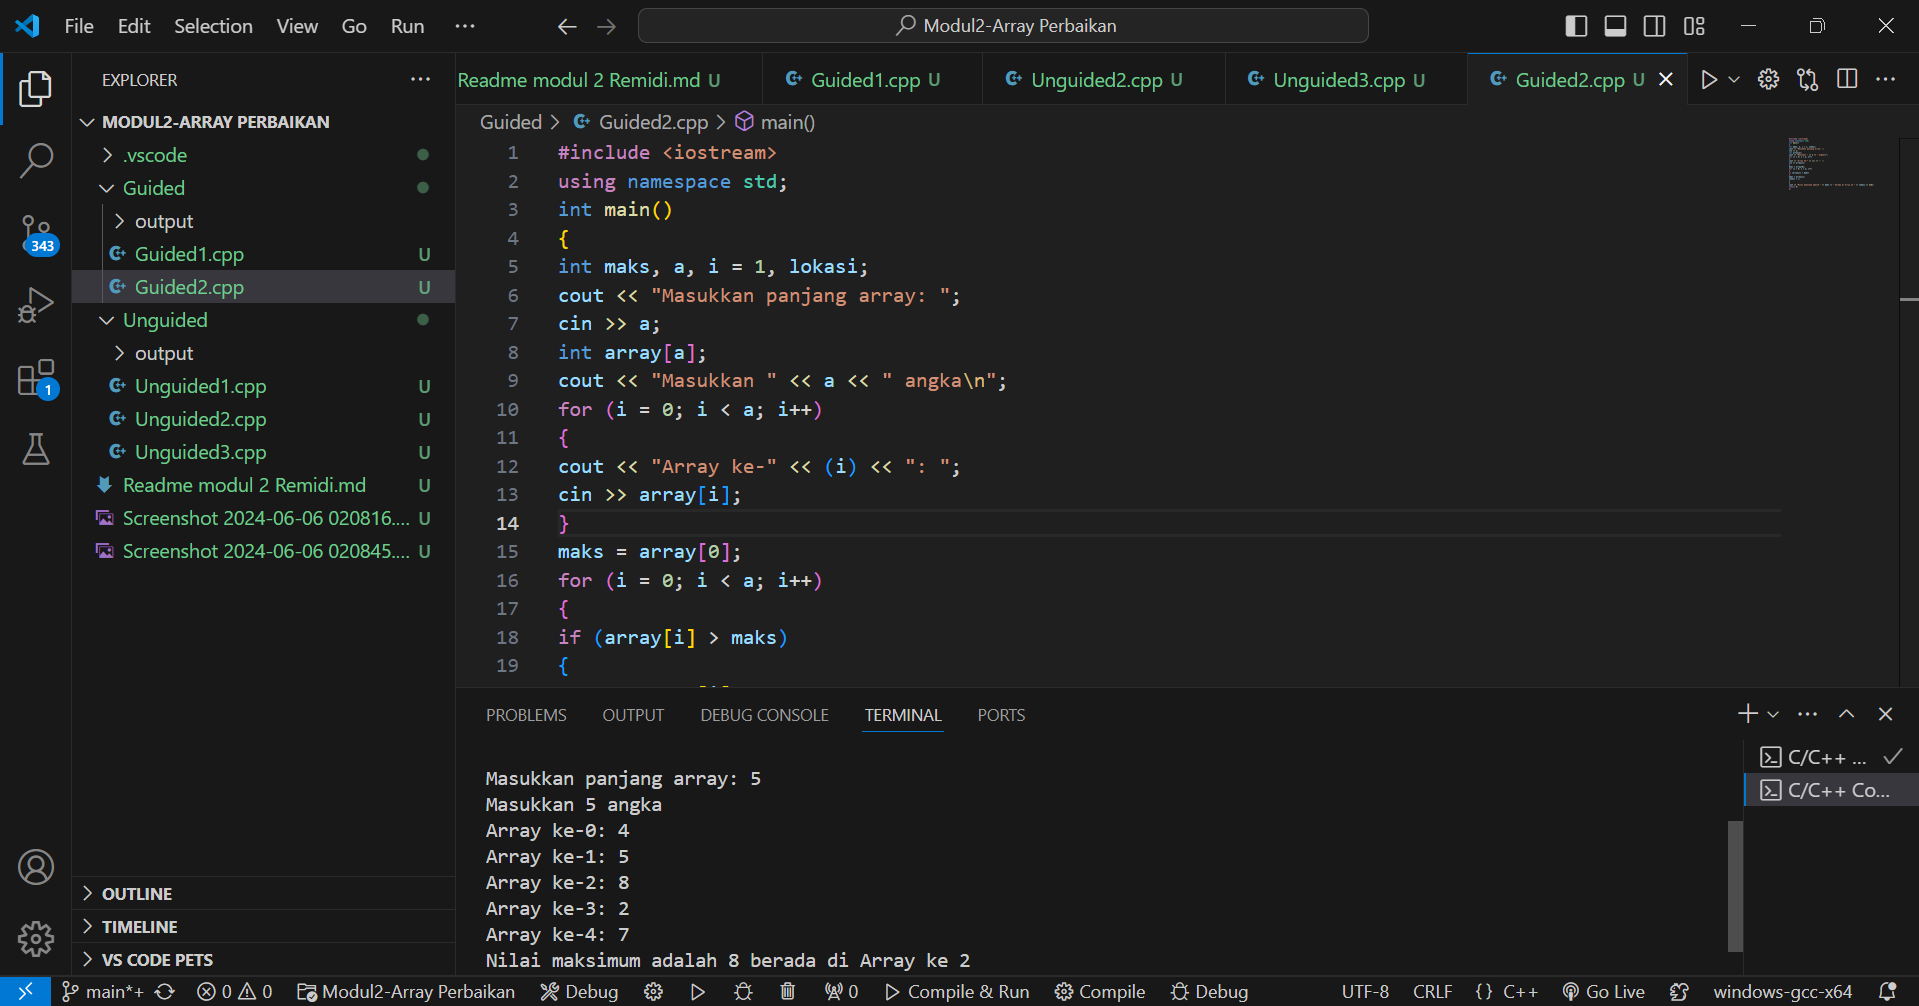 File Edit Selection View Go Run ··· Modul2-Array Perbaikan
EXPLORER
MODUL2-ARRAY PERBAIKAN
.vscode
Guided
output
Guided1.cpp U
Guided2.cpp U
Unguided
output
Unguided1.cpp U
Unguided2.cpp U
Unguided3.cpp U
Readme modul 2 Remidi.md U
Screenshot 2024-06-06 020816.... U
Screenshot 2024-06-06 020845.... U
343
1
OUTLINE
TIMELINE
VS CODE PETS
Readme modul 2 Remidi.md U Guided1.cpp U Unguided2.cpp U Unguided3.cpp U Guided2.cpp U
Guided > Guided2.cpp > main()
1 #include <iostream>
2 using namespace std;
3 int main()
4 {
5 int maks, a, i = 1, lokasi;
6 cout << "Masukkan panjang array: ";
7 cin >> a;
8 int array[a];
9 cout << "Masukkan " << a << " angka\n";
10 for (i = 0; i < a; i++)
11 {
12 cout << "Array ke-" << (i) << ": ";
13 cin >> array[i];
14 }
15 maks = array[0];
16 for (i = 0; i < a; i++)
17 {
18 if (array[i] > maks)
19 {
PROBLEMS OUTPUT DEBUG CONSOLE TERMINAL PORTS
Masukkan panjang array: 5
Masukkan 5 angka
Array ke-0: 4
Array ke-1: 5
Array ke-2: 8
Array ke-3: 2
Array ke-4: 7
Nilai maksimum adalah 8 berada di Array ke 2
C/C++ ...
C/C++ Co...
main*+ 0 0 Modul2-Array Perbaikan Debug 0 Compile & Run Compile Debug UTF-8 CRLF {} C++ Go Live windows-gcc-x64